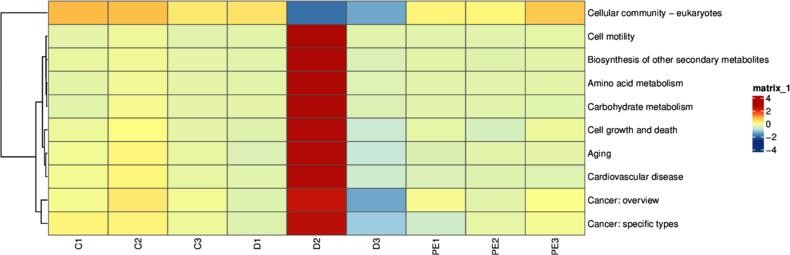 Cellular community – eukaryotes
Cell motility
Biosynthesis of other secondary metabolites
Amino acid metabolism
Carbohydrate metabolism
Cell growth and death
Aging
Cardiovascular disease
Cancer: overview
Cancer: specific types
matrix_1
4
2
0
−2
−4
C1
C2
C3
D1
D2
D3
PE1
PE2
PE3